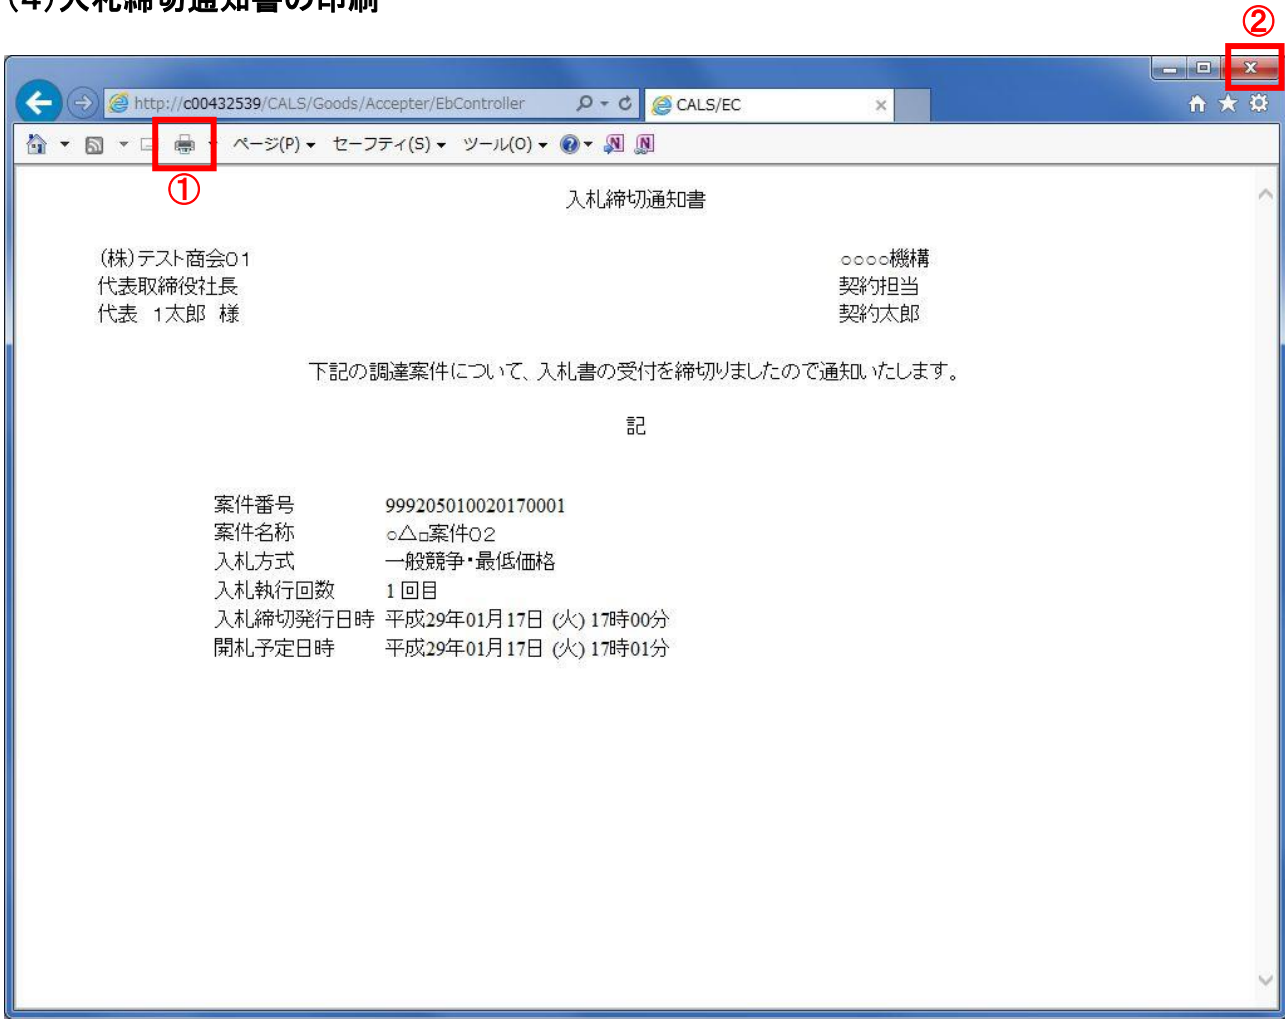 (4)入札締切通知書の印刷
②
http://c00432539/CALS/Goods/Accepter/EbController
CALS/EC
ページ(P) セーフティ(S) ツール(O)
①
入札締切通知書
(株)テスト商会01
代表取締役社長
代表 1太郎 様
○○○○機構
契約担当
契約太郎
下記の調達案件について、入札書の受付を締切りましたので通知いたします。
記
案件番号 999205010020170001
案件名称 ○△□案件02
入札方式 一般競争・最低価格
入札執行回数 1 回目
入札締切発行日時 平成29年01月17日 (火) 17時00分
開札予定日時 平成29年01月17日 (火) 17時01分